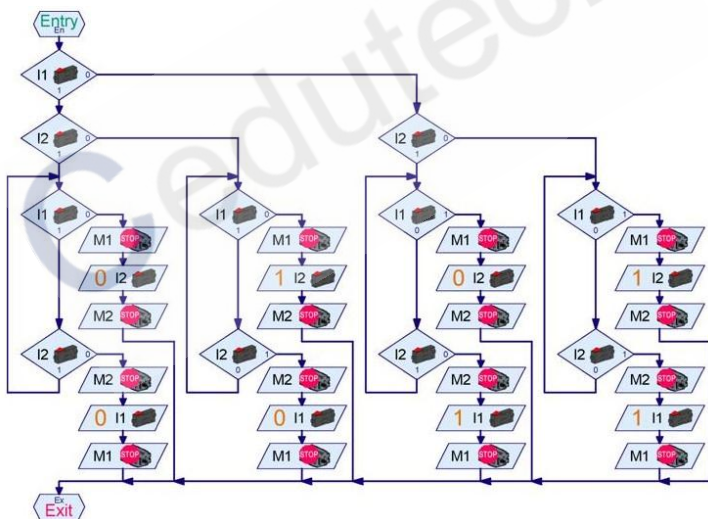 Entry
En
I1 0
1
I2 0
1
I2 0
1
I1 0
1
I1 0
1
I1 1
0
I1 1
0
M1 STOP
M1 STOP
M1 STOP
M1 STOP
0 I2
1 I2
0 I2
1 I2
M2 STOP
M2 STOP
M2 STOP
M2 STOP
I2 0
1
I2 1
0
I2 0
1
I2 1
0
M2 STOP
M2 STOP
M2 STOP
M2 STOP
0 I1
0 I1
1 I1
1 I1
M1 STOP
M1 STOP
M1 STOP
M1 STOP
Ex
Exit
Cedutech